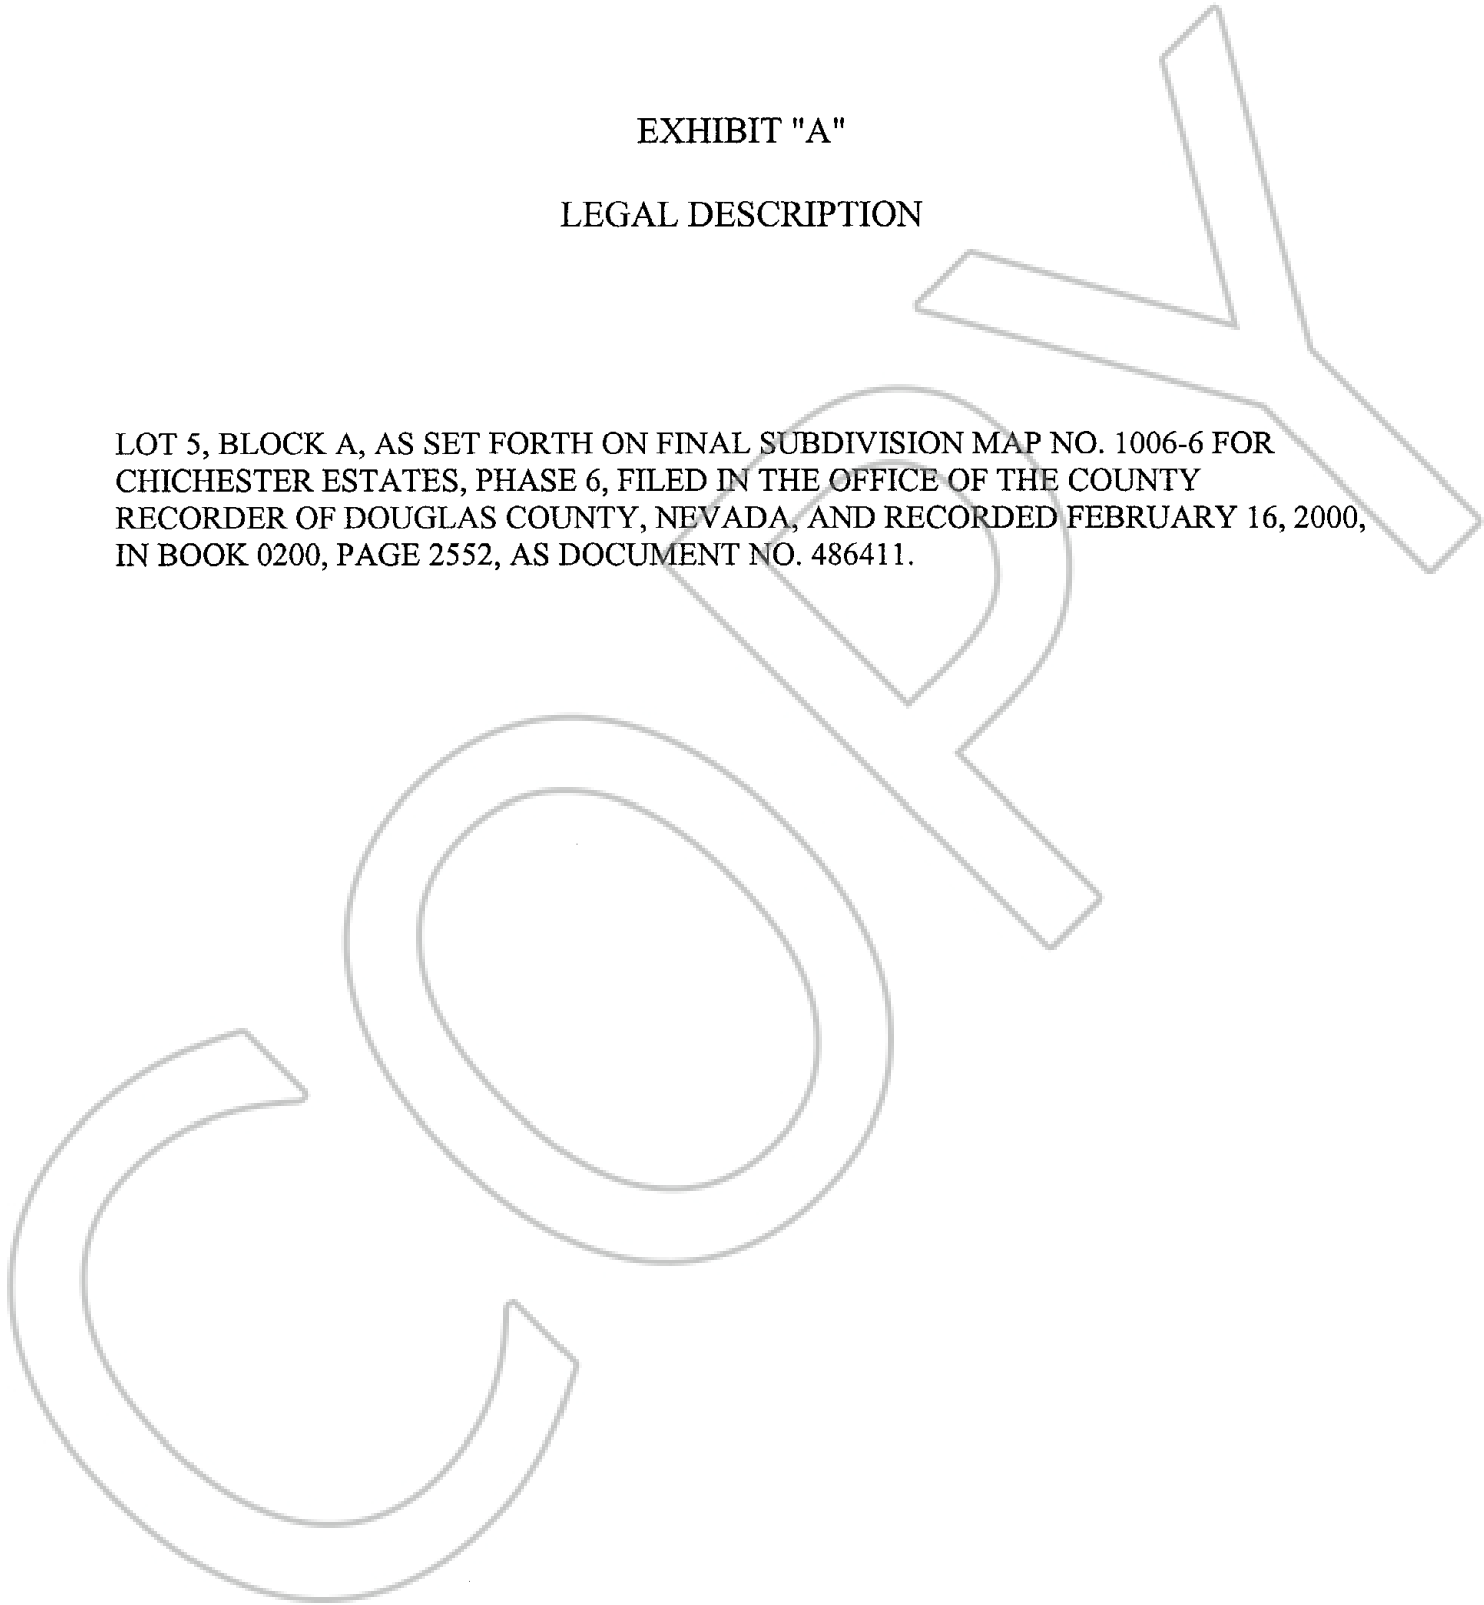 EXHIBIT "A"
LEGAL DESCRIPTION
LOT 5, BLOCK A, AS SET FORTH ON FINAL SUBDIVISION MAP NO. 1006-6 FOR
CHICHESTER ESTATES, PHASE 6, FILED IN THE OFFICE OF THE COUNTY
RECORDER OF DOUGLAS COUNTY, NEVADA, AND RECORDED FEBRUARY 16, 2000,
IN BOOK 0200, PAGE 2552, AS DOCUMENT NO. 486411.
COPY